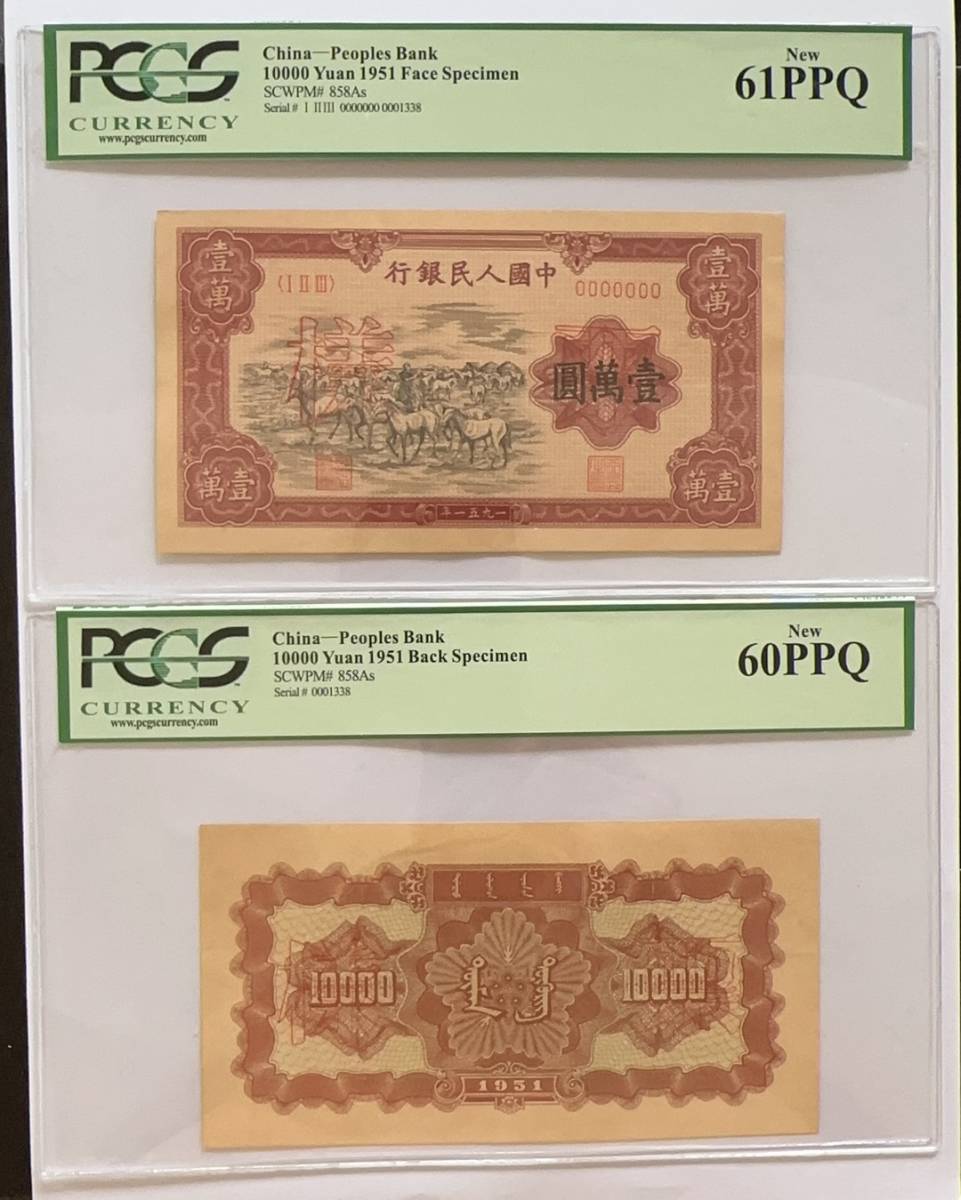 PCGS
CURRENCY
www.pcgscurrency.com
China—Peoples Bank
10000 Yuan 1951 Face Specimen
SCWPM# 858As
Serial # I II III 0000000 0001338
New
61PPQ
壹萬
行銀民人國中
壹萬
(I II III)
0000000
樣
圓萬壹
萬壹
年一五九一
萬壹
PCGS
CURRENCY
www.pcgscurrency.com
China—Peoples Bank
10000 Yuan 1951 Back Specimen
SCWPM# 858As
Serial # 0001338
New
60PPQ
10000
10000
1951